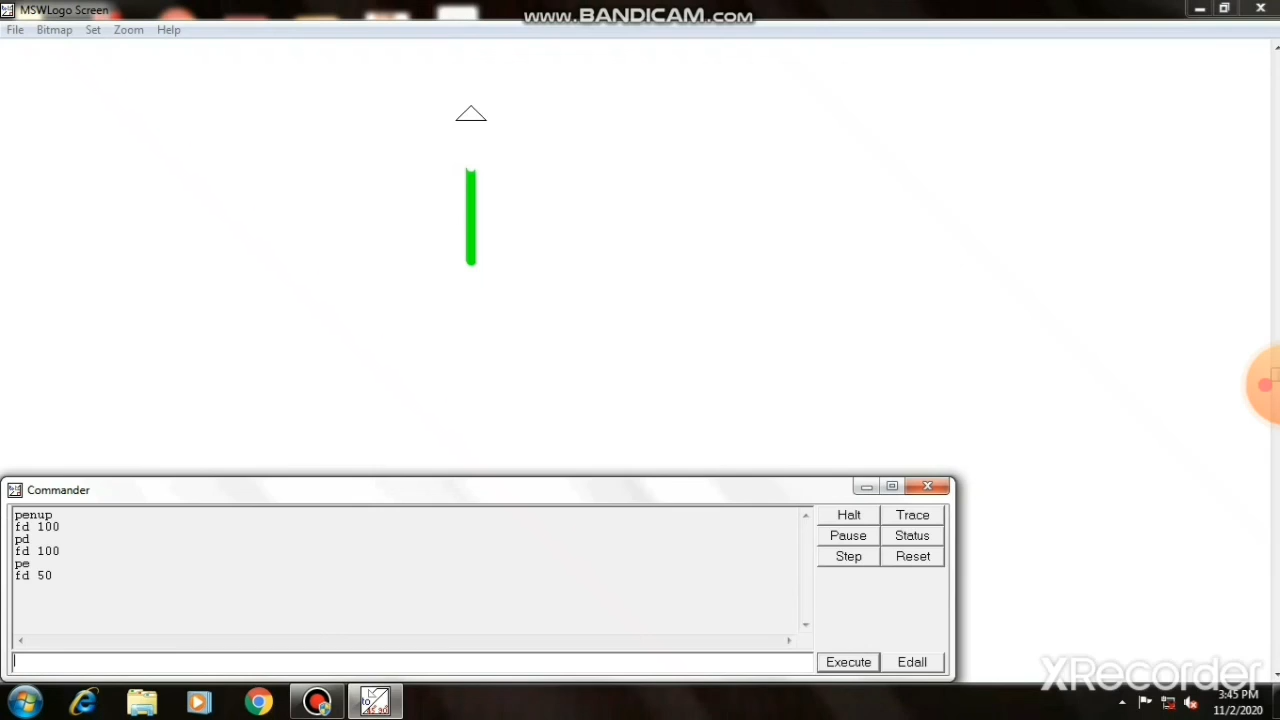 MSWLogo Screen
www.BANDICAM.com
File Bitmap Set Zoom Help
Commander
penup
fd 100
pd
fd 100
pe
fd 50
Halt Trace
Pause Status
Step Reset
Execute Edall
XRecorder
3:45 PM
11/2/2020